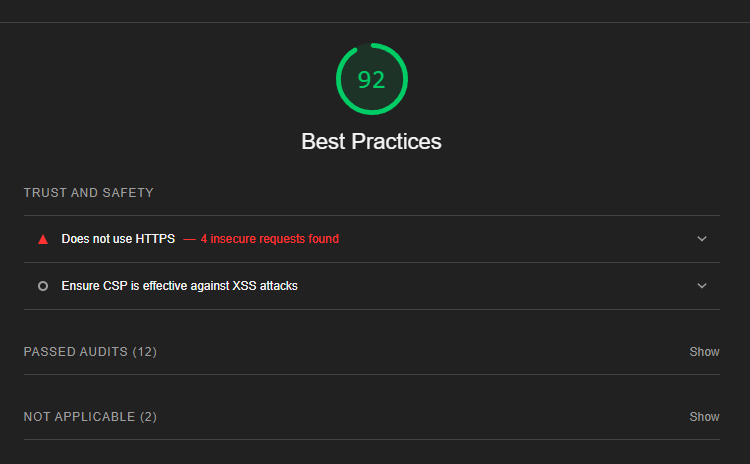 92
Best Practices
TRUST AND SAFETY
Does not use HTTPS — 4 insecure requests found
Ensure CSP is effective against XSS attacks
PASSED AUDITS (12) Show
NOT APPLICABLE (2) Show